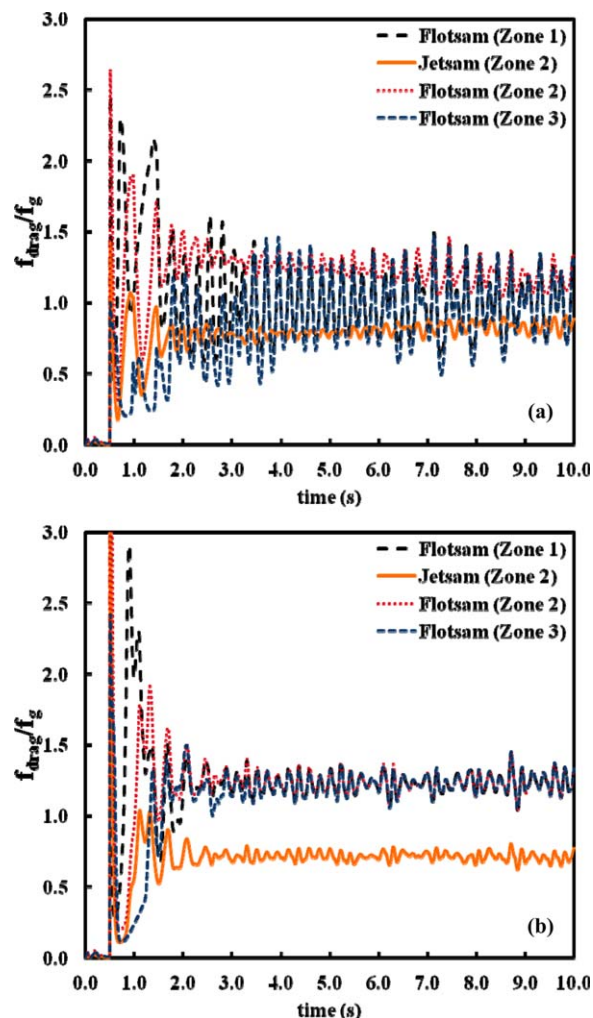 3.0
2.5
2.0
1.5
1.0
0.5
0.0
f_drag/f_g
Flotsam (Zone 1)
Jetsam (Zone 2)
Flotsam (Zone 2)
Flotsam (Zone 3)
(a)
0.0 1.0 2.0 3.0 4.0 5.0 6.0 7.0 8.0 9.0 10.0
time (s)
3.0
2.5
2.0
1.5
1.0
0.5
0.0
f_drag/f_g
Flotsam (Zone 1)
Jetsam (Zone 2)
Flotsam (Zone 2)
Flotsam (Zone 3)
(b)
0.0 1.0 2.0 3.0 4.0 5.0 6.0 7.0 8.0 9.0 10.0
time (s)